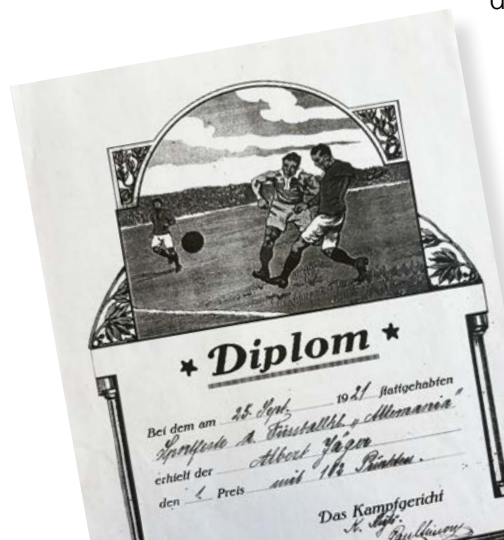 Diplom
Bei dem am 25. Sept. 1921 stattgehabten
Sportfeste d. Fussballkl. „Allemania“
erhielt der Albert Jäger
den 1. Preis mit 102 Punkten.
Das Kampfgericht
K.